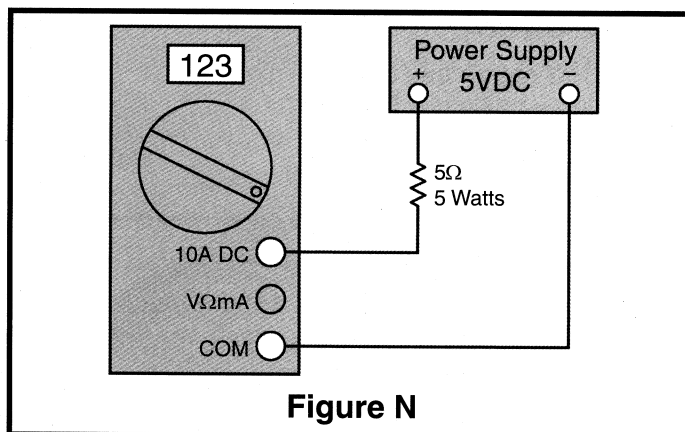 123
Power Supply
+ 5VDC −
5Ω
5 Watts
10A DC
VΩmA
COM
Figure N